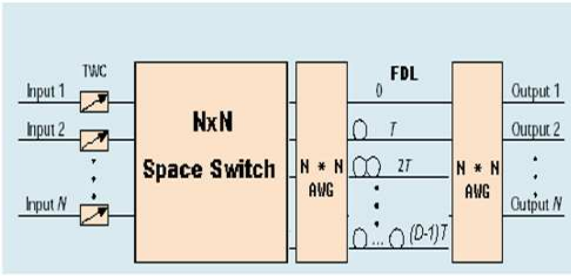 TWC
FDL
Input 1
0
Output 1
Input 2
NxN
Space Switch
T
Output 2
N * N
AWG
2T
N * N
AWG
Input N
... (D-1)T
Output N